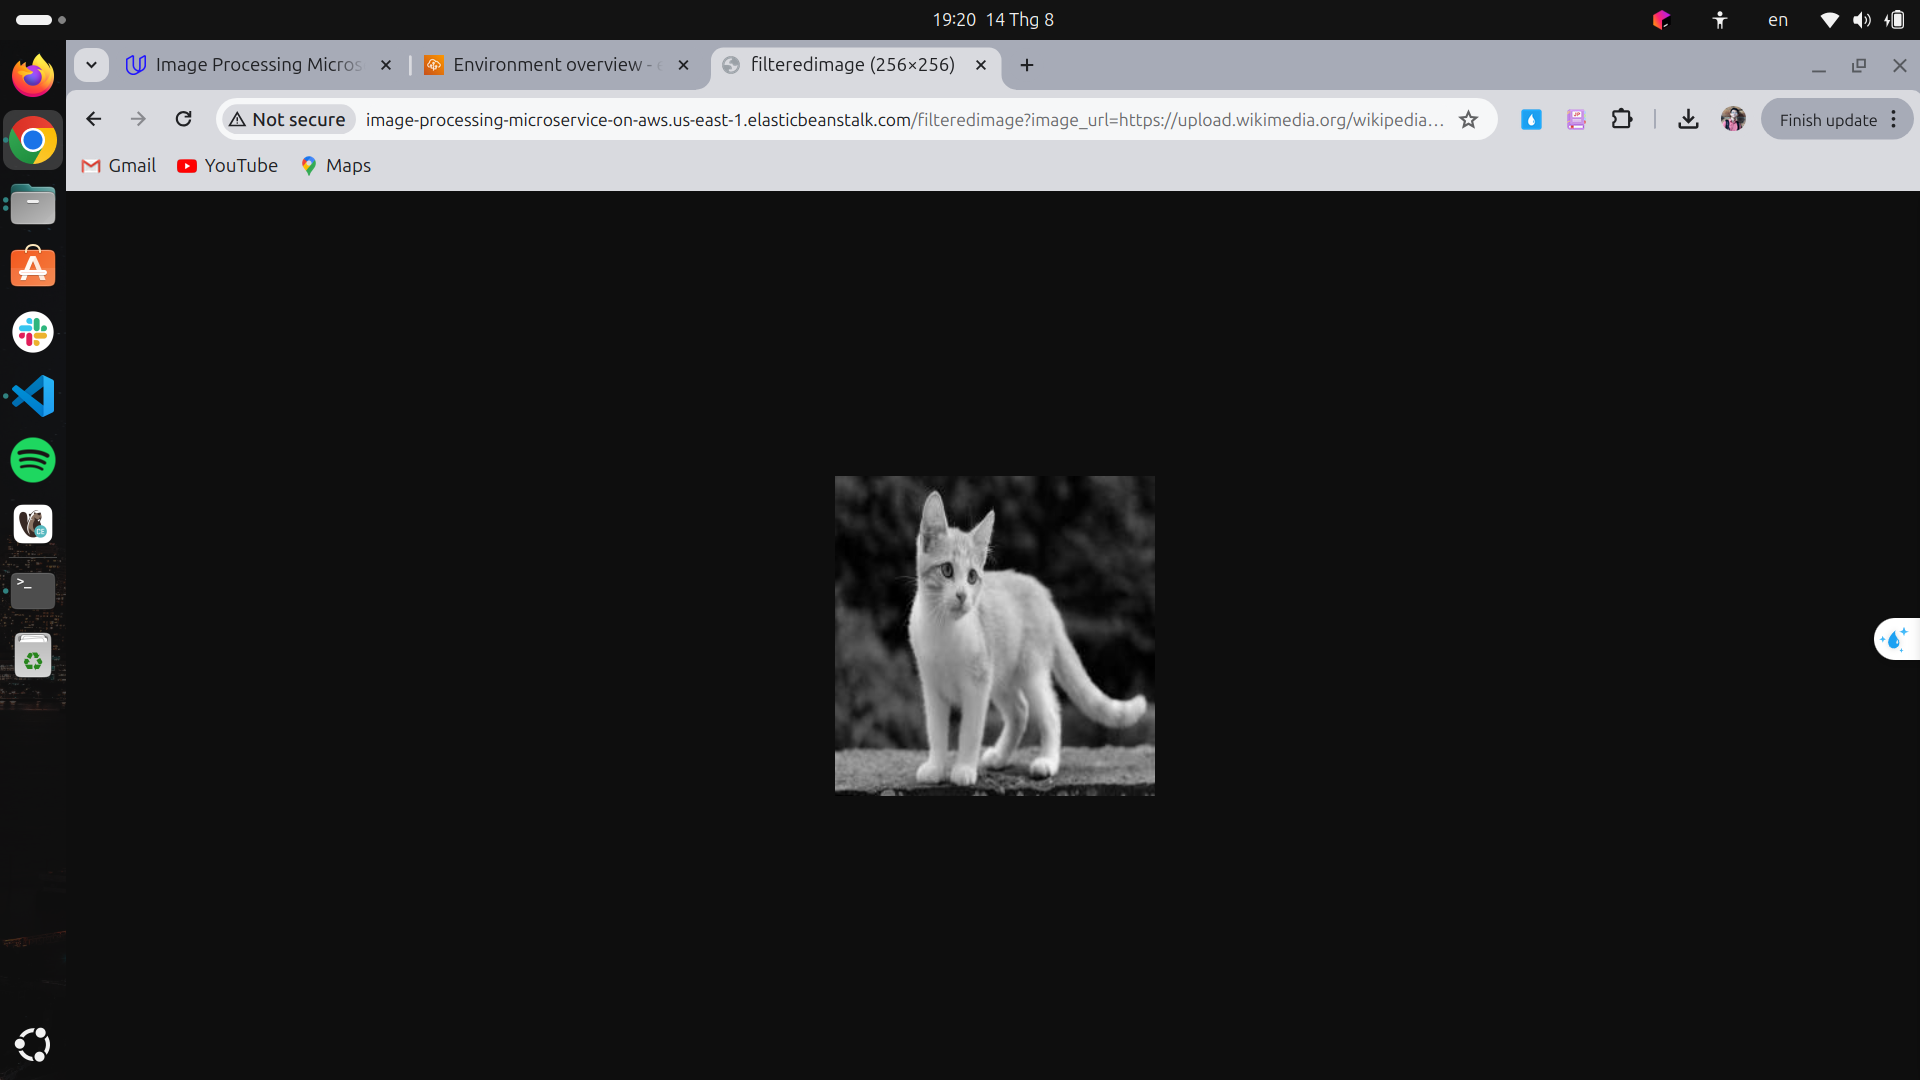 19:20 14 Thg 8
en
Image Processing Micros
Environment overview - e
filteredimage (256×256)
Not secure
image-processing-microservice-on-aws.us-east-1.elasticbeanstalk.com/filteredimage?image_url=https://upload.wikimedia.org/wikipedia…
Finish update
Gmail
YouTube
Maps